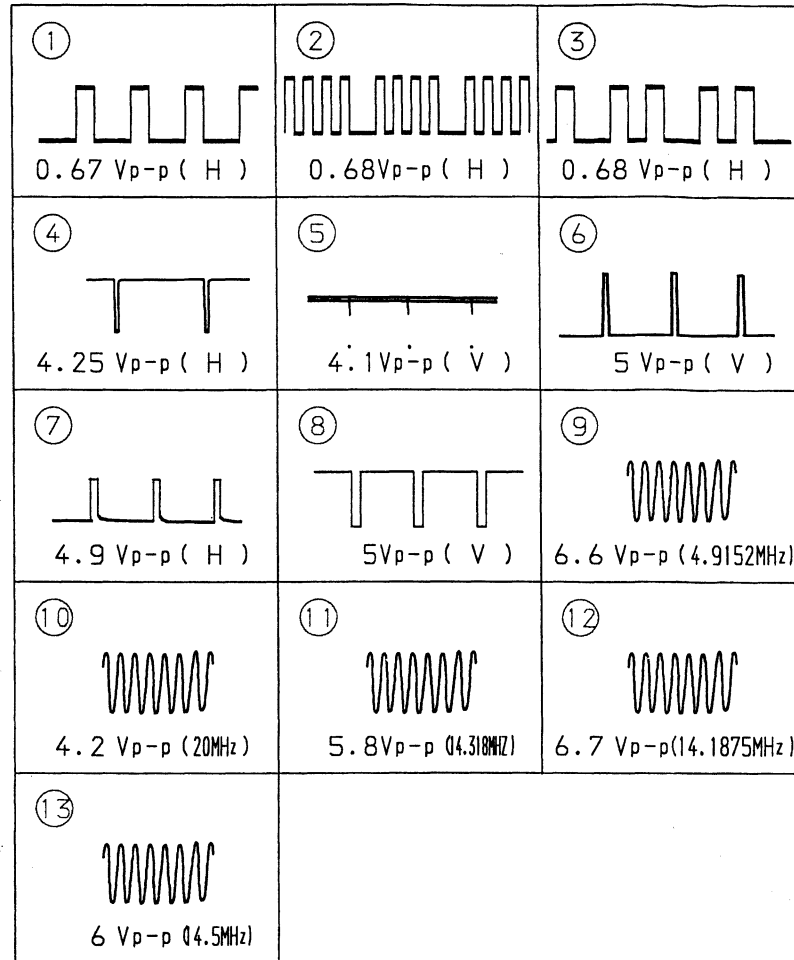 ① ② ③
0.67 Vp-p ( H ) 0.68Vp-p ( H ) 0.68 Vp-p ( H )
④ ⑤ ⑥
4.25 Vp-p ( H ) 4.1Vp-p ( V ) 5 Vp-p ( V )
⑦ ⑧ ⑨
4.9 Vp-p ( H ) 5Vp-p ( V ) 6.6 Vp-p (4.9152MHz)
⑩ ⑪ ⑫
4.2 Vp-p (20MHz) 5.8Vp-p (14.318MHZ) 6.7 Vp-p(14.1875MHz)
⑬
6 Vp-p (14.5MHz)